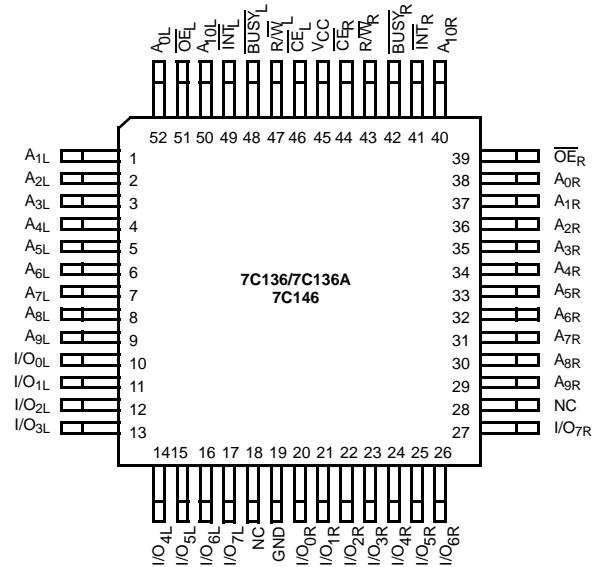 A0L
OEL
A10L
INTL
BUSYL
R/WL
CEL
VCC
CER
R/WR
BUSYR
INTR
A10R
52 51 50 49 48 47 46 45 44 43 42 41 40
A1L 1
A2L 2
A3L 3
A4L 4
A5L 5
A6L 6
A7L 7
A8L 8
A9L 9
I/O0L 10
I/O1L 11
I/O2L 12
I/O3L 13
7C136/7C136A
7C146
39 OER
38 A0R
37 A1R
36 A2R
35 A3R
34 A4R
33 A5R
32 A6R
31 A7R
30 A8R
29 A9R
28 NC
27 I/O7R
14 15 16 17 18 19 20 21 22 23 24 25 26
I/O4L
I/O5L
I/O6L
I/O7L
NC
GND
I/O0R
I/O1R
I/O2R
I/O3R
I/O4R
I/O5R
I/O6R